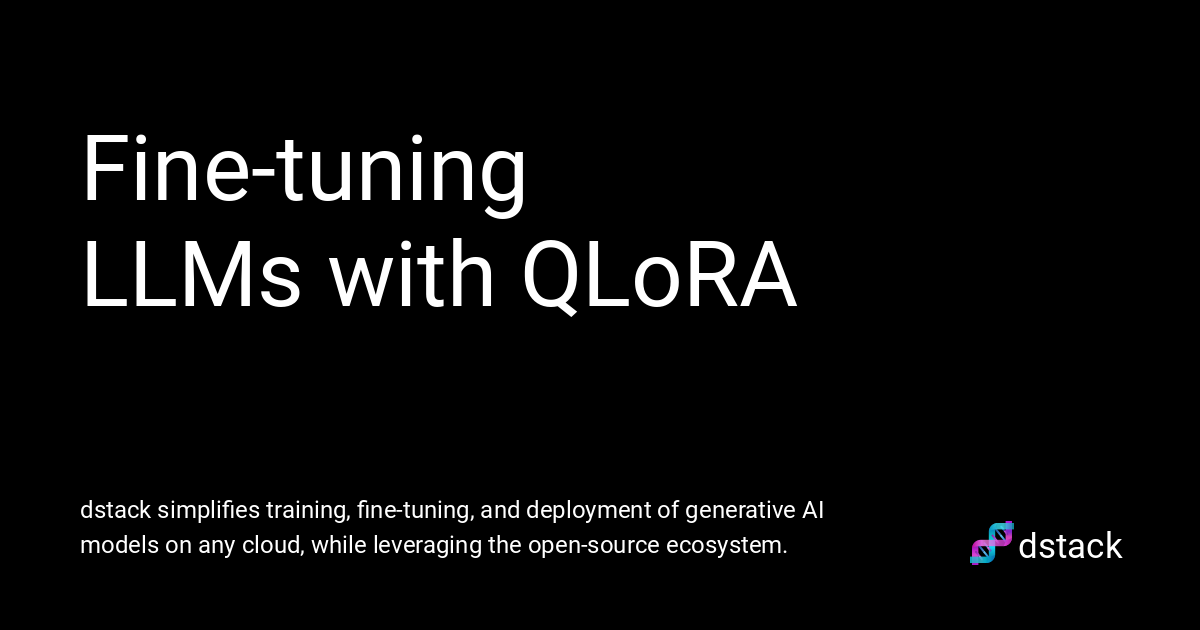 Fine-tuning
LLMs with QLoRA
dstack simplifies training, fine-tuning, and deployment of generative AI
models on any cloud, while leveraging the open-source ecosystem.
dstack